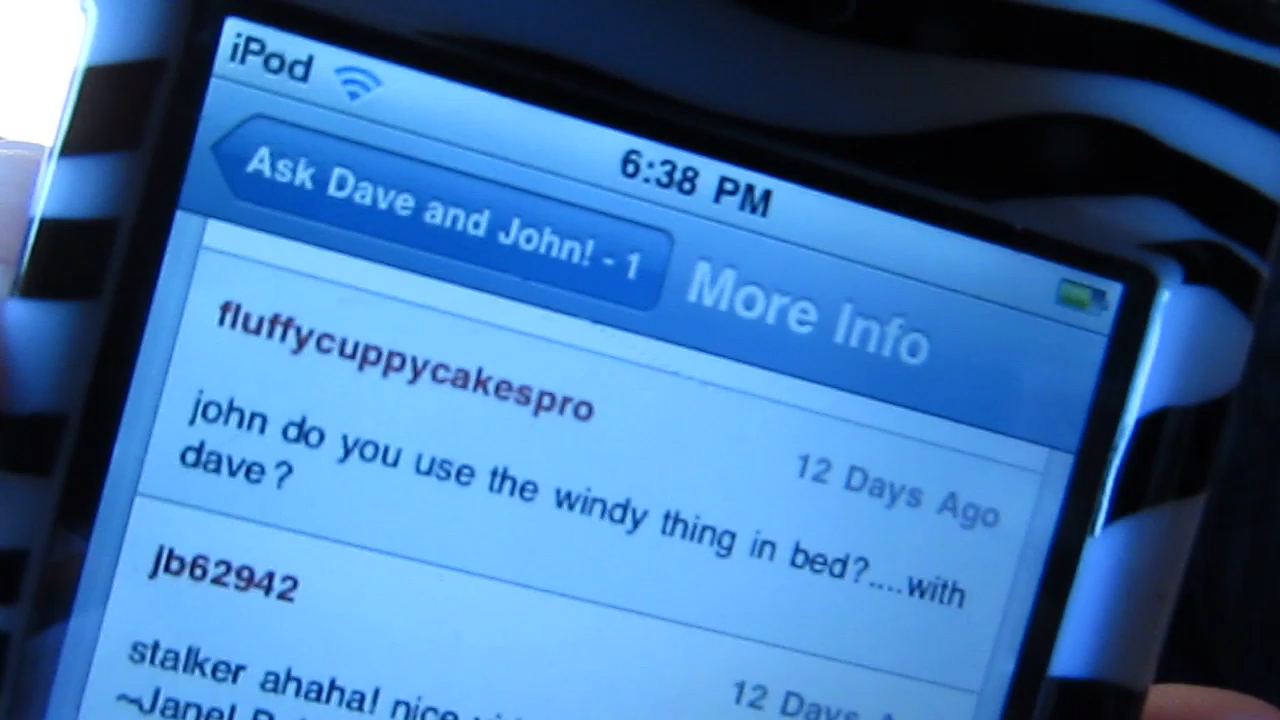 iPod
6:38 PM
Ask Dave and John! - 1
More Info
fluffycuppycakespro
12 Days Ago
john do you use the windy thing in bed?....with
dave?
jb62942
12 Days
stalker ahaha! nice
~Janel